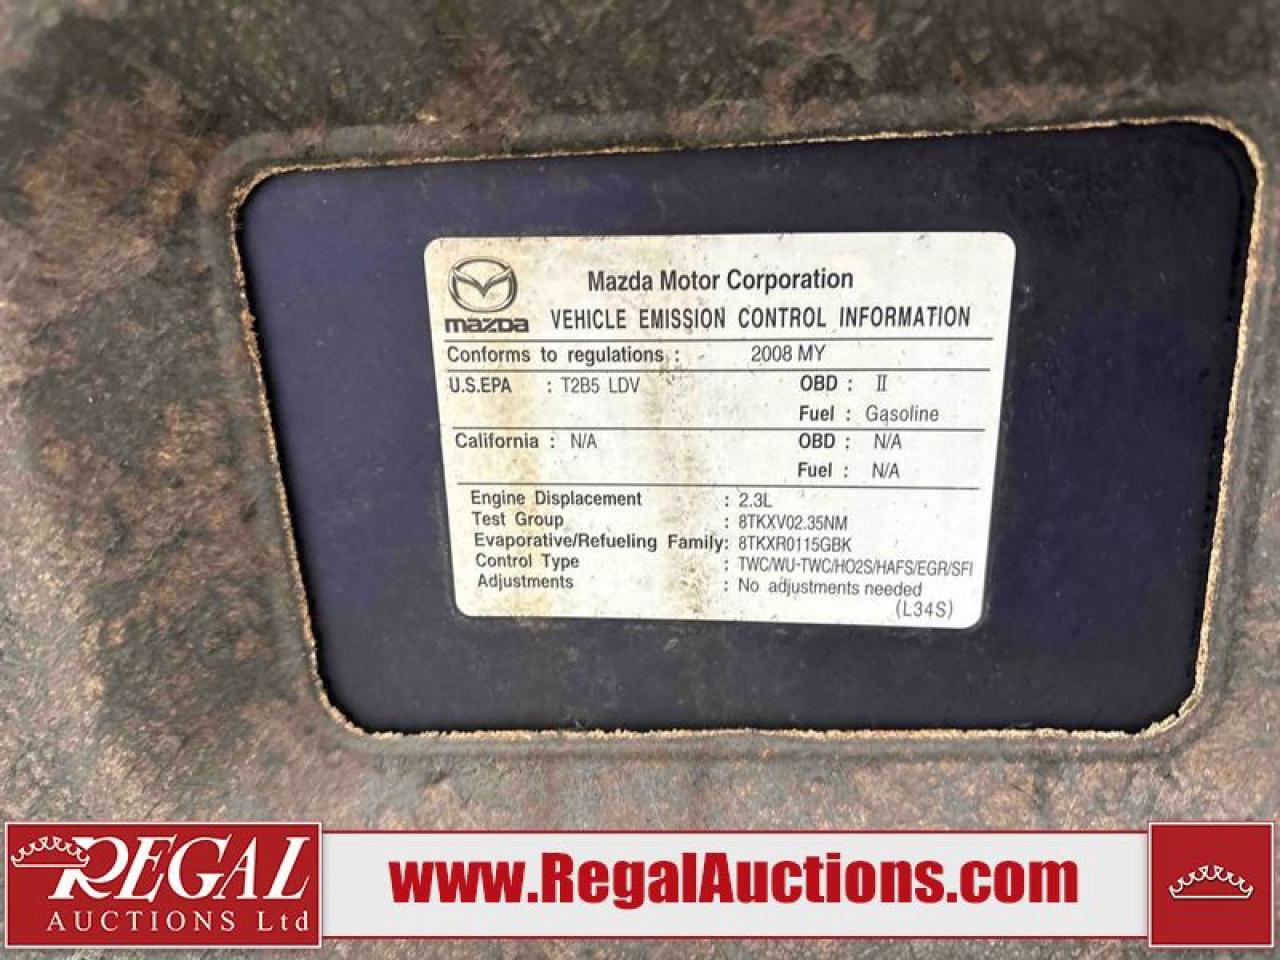 Mazda Motor Corporation
mazda VEHICLE EMISSION CONTROL INFORMATION
Conforms to regulations : 2008 MY
U.S.EPA : T2B5 LDV OBD : II
Fuel : Gasoline
California : N/A OBD : N/A
Fuel : N/A
Engine Displacement : 2.3L
Test Group : 8TKXV02.35NM
Evaporative/Refueling Family: 8TKXR0115GBK
Control Type : TWC/WU-TWC/HO2S/HAFS/EGR/SFI
Adjustments : No adjustments needed
(L34S)
REGAL
AUCTIONS Ltd
www.RegalAuctions.com